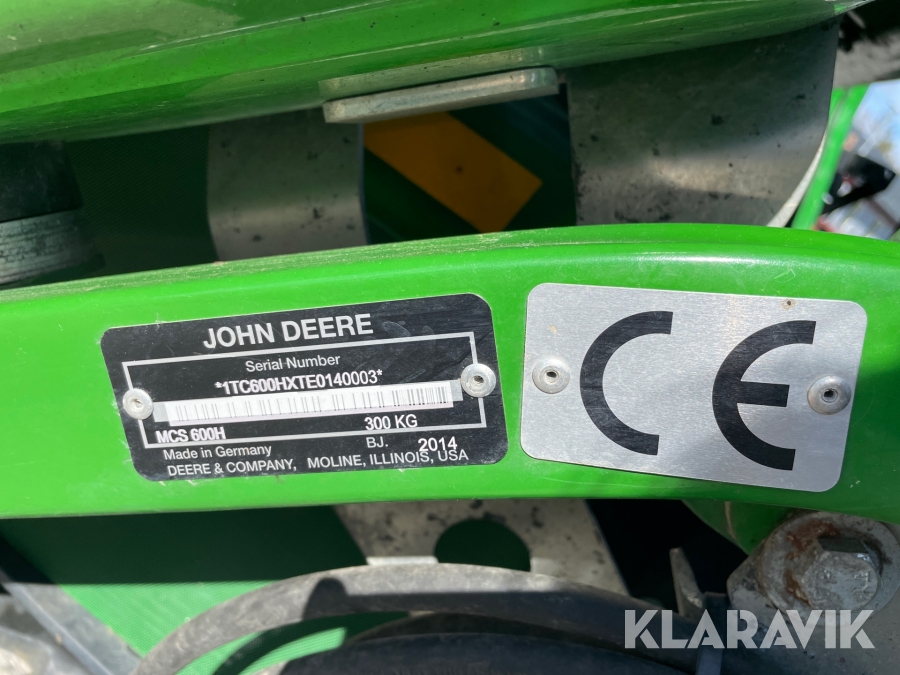 JOHN DEERE
Serial Number
*1TC600HXTE0140003*
MCS 600H 300 KG
Made in Germany BJ. 2014
DEERE & COMPANY, MOLINE, ILLINOIS, USA
CE
KLARAVIK